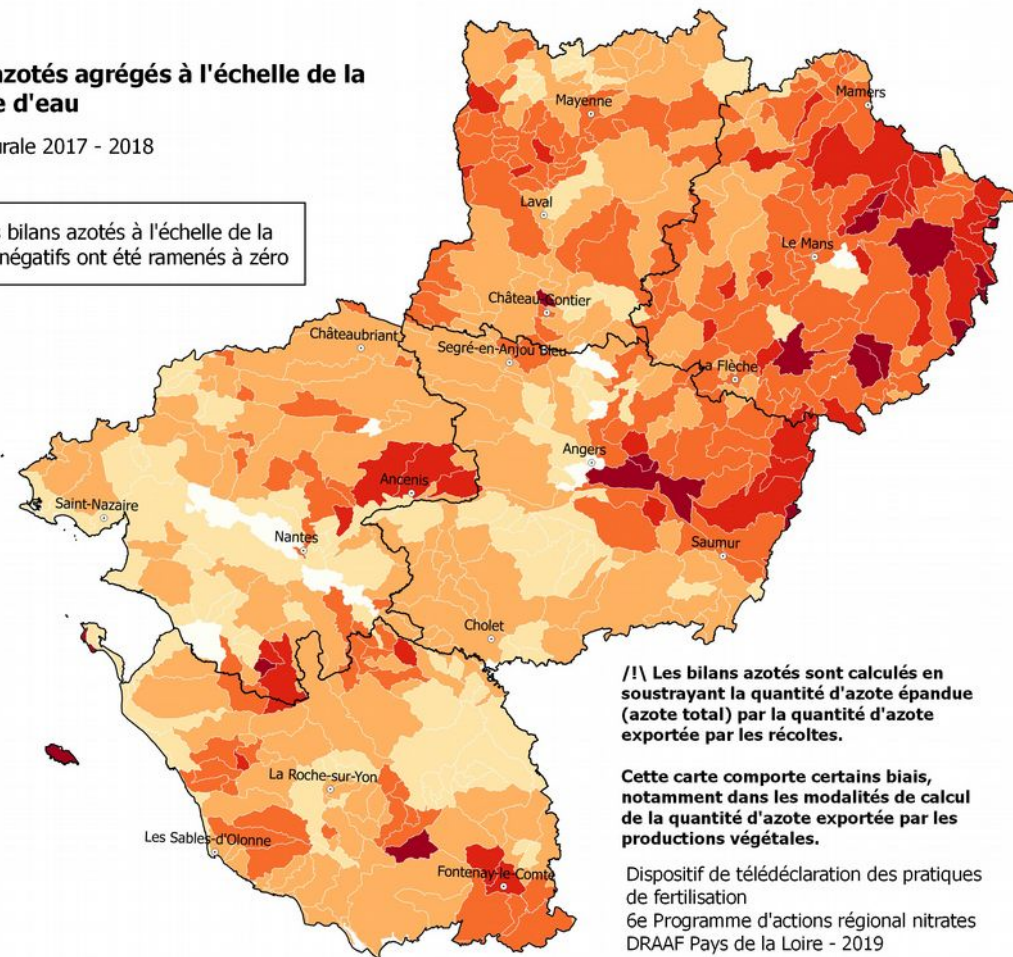 azotés agrégés à l'échelle de la
e d'eau
urale 2017 - 2018
s bilans azotés à l'échelle de la
négatifs ont été ramenés à zéro
Mayenne
Mamers
Laval
Le Mans
Château-Gontier
Châteaubriant
Segré-en-Anjou Bleu
La Flèche
Angers
Ancenis
Saint-Nazaire
Nantes
Saumur
Cholet
/!\ Les bilans azotés sont calculés en
soustrayant la quantité d'azote épandue
(azote total) par la quantité d'azote
exportée par les récoltes.
Cette carte comporte certains biais,
notamment dans les modalités de calcul
de la quantité d'azote exportée par les
productions végétales.
La Roche-sur-Yon
Les Sables-d'Olonne
Fontenay-le-Comte
Dispositif de télédéclaration des pratiques
de fertilisation
6e Programme d'actions régional nitrates
DRAAF Pays de la Loire - 2019